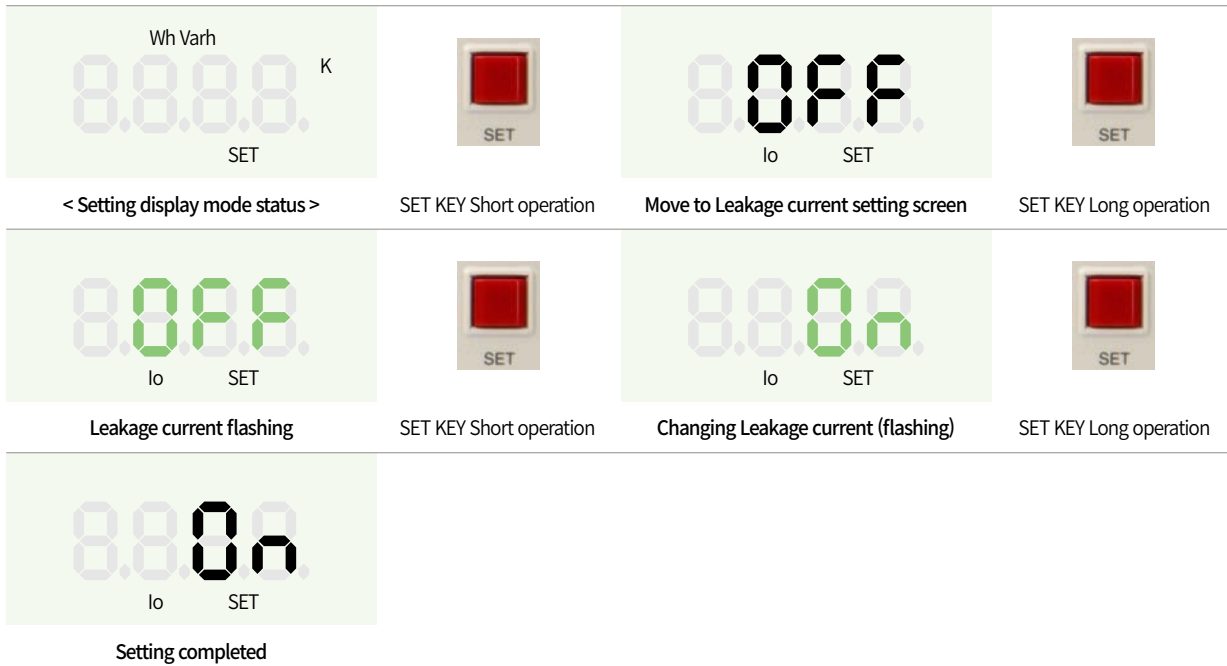 Wh Varh
K
SET
SET
OFF
Io SET
SET
< Setting display mode status > SET KEY Short operation Move to Leakage current setting screen SET KEY Long operation
OFF
Io SET
SET
On
Io SET
SET
Leakage current flashing SET KEY Short operation Changing Leakage current (flashing) SET KEY Long operation
On
Io SET
Setting completed